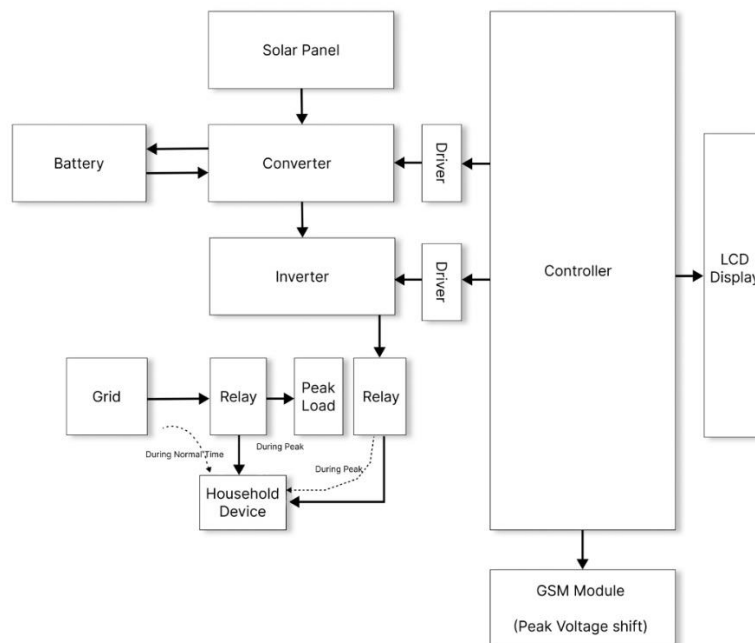 Solar Panel
Battery
Converter
Driver
Inverter
Driver
Controller
LCD
Display
Grid
Relay
Peak
Load
Relay
During Normal Time
During Peak
During Peak
Household
Device
GSM Module
(Peak Voltage shift)